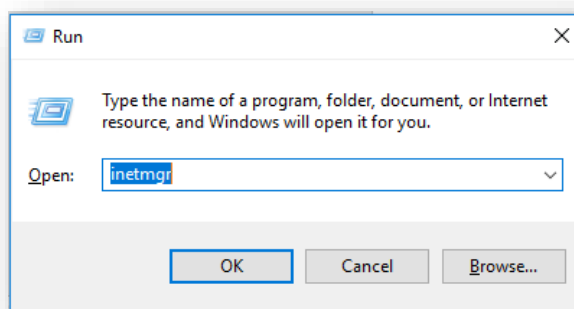 Run
Type the name of a program, folder, document, or Internet
resource, and Windows will open it for you.
Open:
inetmgr
OK
Cancel
Browse...